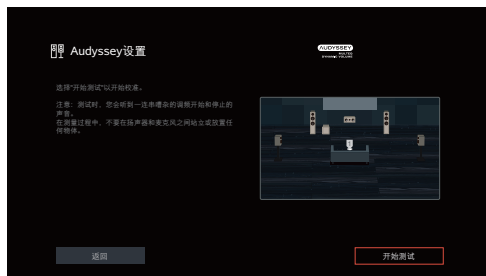 Audyssey设置
AUDYSSEY
MULTEQ
DYNAMIC VOLUME
选择“开始测试”以开始校准。
注意：测试时，您会听到一连串嘈杂的调频开始和停止的
声音。
在测量过程中，不要在扬声器和麦克风之间站立或放置任
何物体。
返回
开始测试